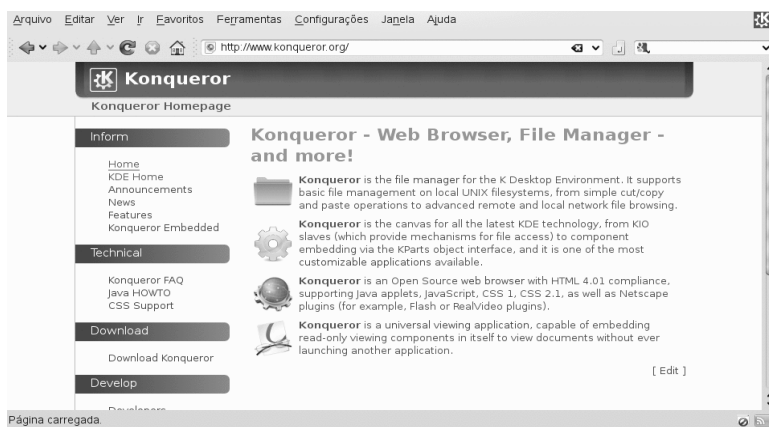 Arquivo Editar Ver Ir Favoritos Ferramentas Configurações Janela Ajuda
http://www.konqueror.org/
Konqueror
Konqueror Homepage
Inform
Home
KDE Home
Announcements
News
Features
Konqueror Embedded
Technical
Konqueror FAQ
Java HOWTO
CSS Support
Download
Download Konqueror
Develop
Developers
Konqueror - Web Browser, File Manager -
and more!
Konqueror is the file manager for the K Desktop Environment. It supports
basic file management on local UNIX filesystems, from simple cut/copy
and paste operations to advanced remote and local network file browsing.
Konqueror is the canvas for all the latest KDE technology, from KIO
slaves (which provide mechanisms for file access) to component
embedding via the KParts object interface, and it is one of the most
customizable applications available.
Konqueror is an Open Source web browser with HTML 4.01 compliance,
supporting Java applets, JavaScript, CSS 1, CSS 2.1, as well as Netscape
plugins (for example, Flash or RealVideo plugins).
Konqueror is a universal viewing application, capable of embedding
read-only viewing components in itself to view documents without ever
launching another application.
[ Edit ]
Página carregada.